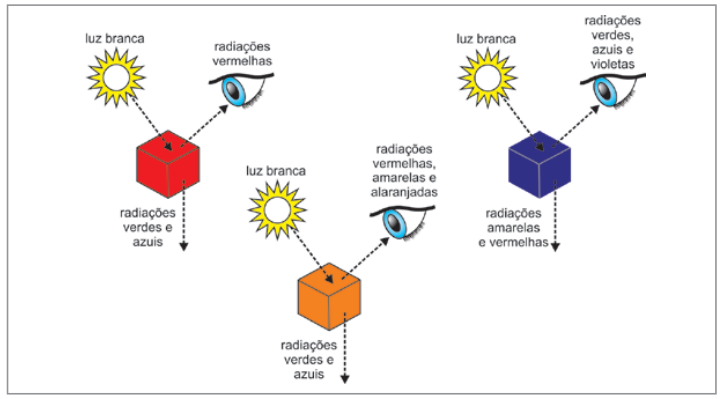 luz branca
radiações
vermelhas
radiações
verdes e
azuis
luz branca
radiações
vermelhas,
amarelas e
alaranjadas
radiações
verdes e
azuis
luz branca
radiações
verdes,
azuis e
violetas
radiações
amarelas
e vermelhas